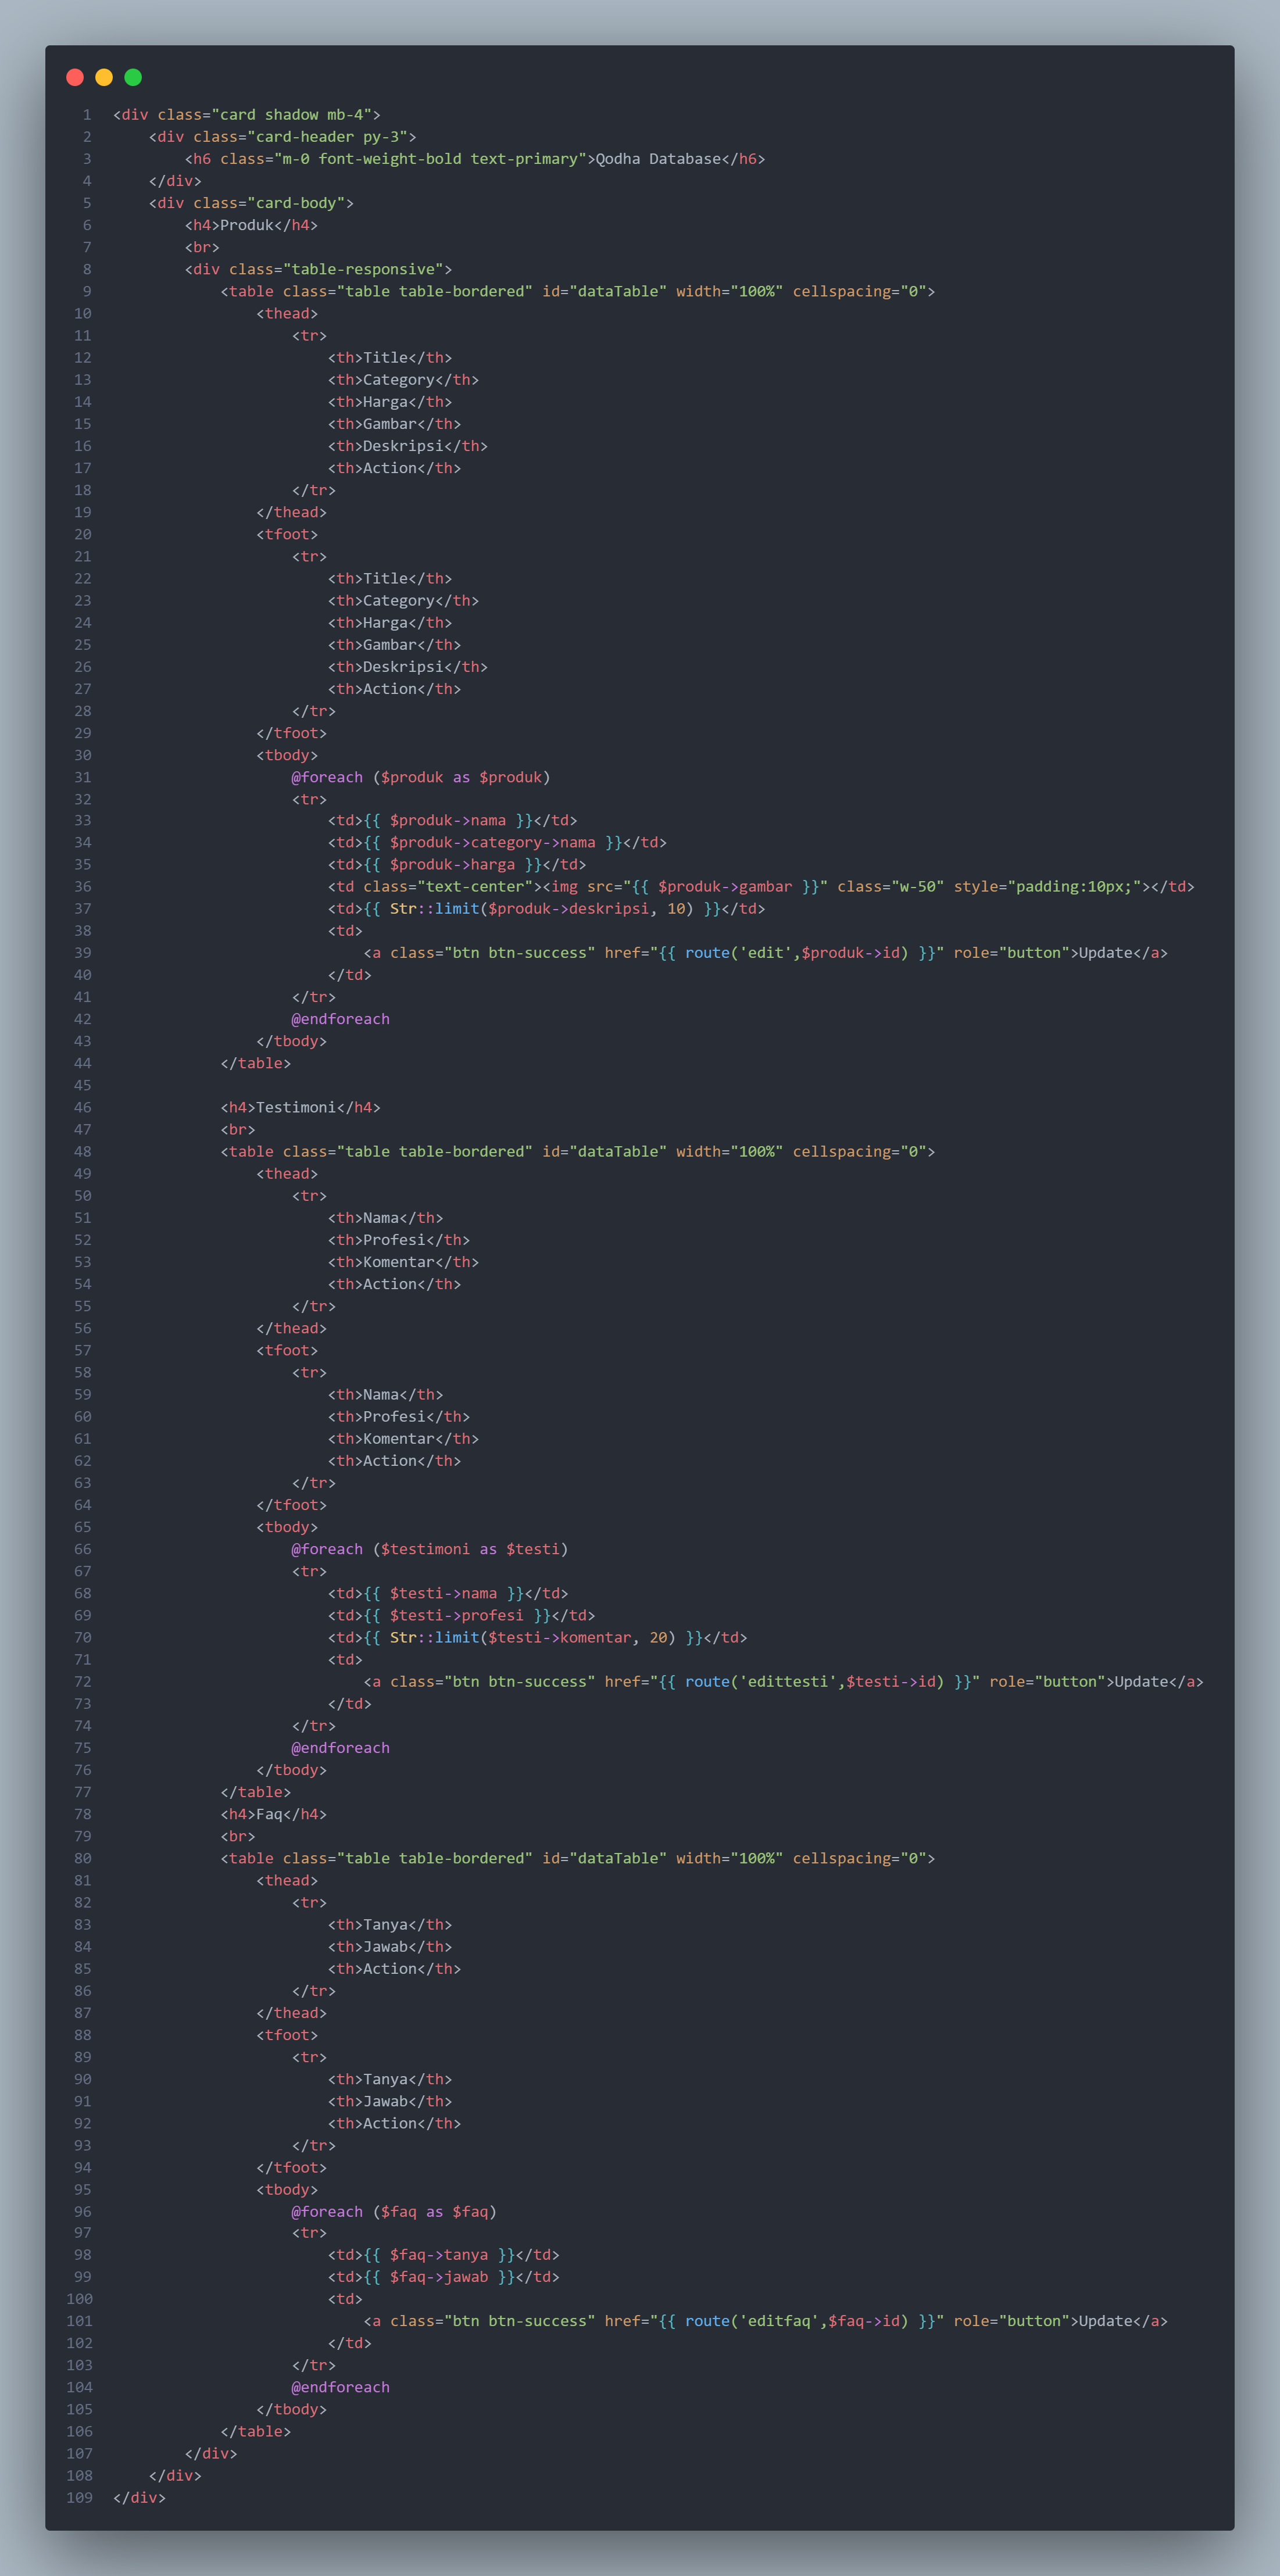 1 <div class="card shadow mb-4">
2     <div class="card-header py-3">
3         <h6 class="m-0 font-weight-bold text-primary">Qodha Database</h6>
4     </div>
5     <div class="card-body">
6         <h4>Produk</h4>
7         <br>
8         <div class="table-responsive">
9             <table class="table table-bordered" id="dataTable" width="100%" cellspacing="0">
10                 <thead>
11                     <tr>
12                         <th>Title</th>
13                         <th>Category</th>
14                         <th>Harga</th>
15                         <th>Gambar</th>
16                         <th>Deskripsi</th>
17                         <th>Action</th>
18                     </tr>
19                 </thead>
20                 <tfoot>
21                     <tr>
22                         <th>Title</th>
23                         <th>Category</th>
24                         <th>Harga</th>
25                         <th>Gambar</th>
26                         <th>Deskripsi</th>
27                         <th>Action</th>
28                     </tr>
29                 </tfoot>
30                 <tbody>
31                     @foreach ($produk as $produk)
32                     <tr>
33                         <td>{{ $produk->nama }}</td>
34                         <td>{{ $produk->category->nama }}</td>
35                         <td>{{ $produk->harga }}</td>
36                         <td class="text-center"><img src="{{ $produk->gambar }}" class="w-50" style="padding:10px;"></td>
37                         <td>{{ Str::limit($produk->deskripsi, 10) }}</td>
38                         <td>
39                             <a class="btn btn-success" href="{{ route('edit',$produk->id) }}" role="button">Update</a>
40                         </td>
41                     </tr>
42                     @endforeach
43                 </tbody>
44             </table>
45
46             <h4>Testimoni</h4>
47             <br>
48             <table class="table table-bordered" id="dataTable" width="100%" cellspacing="0">
49                 <thead>
50                     <tr>
51                         <th>Nama</th>
52                         <th>Profesi</th>
53                         <th>Komentar</th>
54                         <th>Action</th>
55                     </tr>
56                 </thead>
57                 <tfoot>
58                     <tr>
59                         <th>Nama</th>
60                         <th>Profesi</th>
61                         <th>Komentar</th>
62                         <th>Action</th>
63                     </tr>
64                 </tfoot>
65                 <tbody>
66                     @foreach ($testimoni as $testi)
67                     <tr>
68                         <td>{{ $testi->nama }}</td>
69                         <td>{{ $testi->profesi }}</td>
70                         <td>{{ Str::limit($testi->komentar, 20) }}</td>
71                         <td>
72                             <a class="btn btn-success" href="{{ route('edittesti',$testi->id) }}" role="button">Update</a>
73                         </td>
74                     </tr>
75                     @endforeach
76                 </tbody>
77             </table>
78             <h4>Faq</h4>
79             <br>
80             <table class="table table-bordered" id="dataTable" width="100%" cellspacing="0">
81                 <thead>
82                     <tr>
83                         <th>Tanya</th>
84                         <th>Jawab</th>
85                         <th>Action</th>
86                     </tr>
87                 </thead>
88                 <tfoot>
89                     <tr>
90                         <th>Tanya</th>
91                         <th>Jawab</th>
92                         <th>Action</th>
93                     </tr>
94                 </tfoot>
95                 <tbody>
96                     @foreach ($faq as $faq)
97                     <tr>
98                         <td>{{ $faq->tanya }}</td>
99                         <td>{{ $faq->jawab }}</td>
100                         <td>
101                             <a class="btn btn-success" href="{{ route('editfaq',$faq->id) }}" role="button">Update</a>
102                         </td>
103                     </tr>
104                     @endforeach
105                 </tbody>
106             </table>
107         </div>
108     </div>
109 </div>